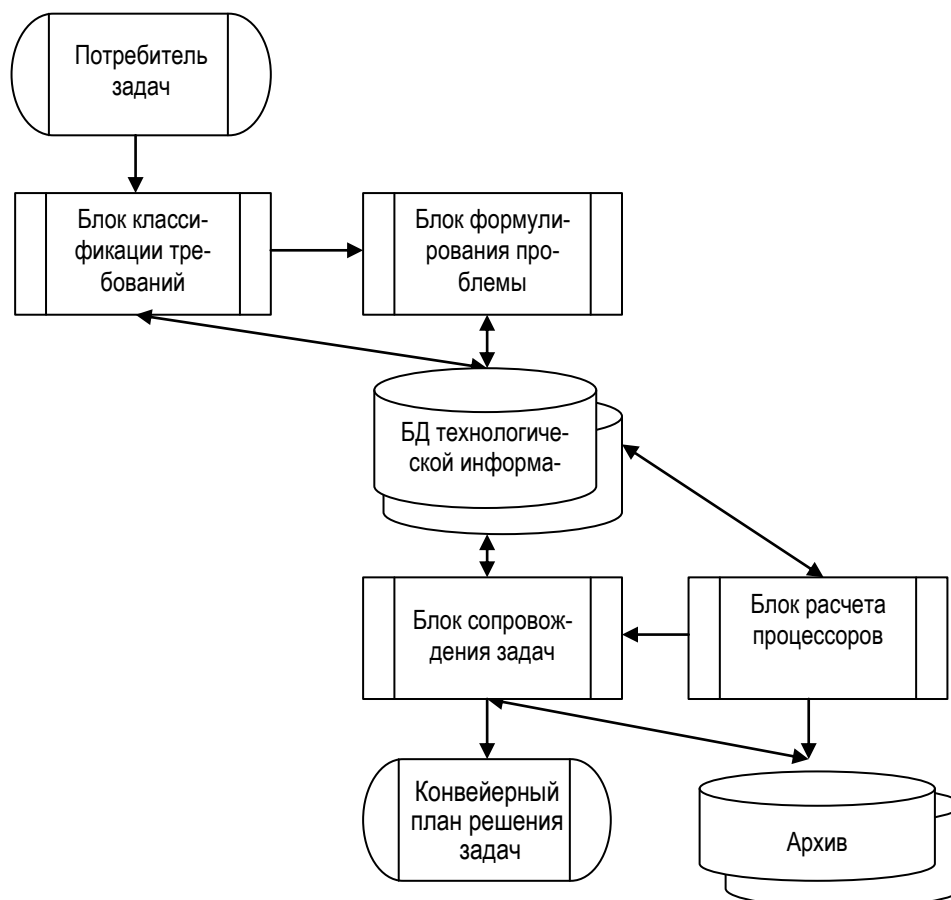 Потребитель
задач
Блок класси-
фикации тре-
бований
Блок формули-
рования про-
блемы
БД технологиче-
ской информа-
Блок сопровож-
дения задач
Блок расчета
процессоров
Конвейерный
план решения
задач
Архив